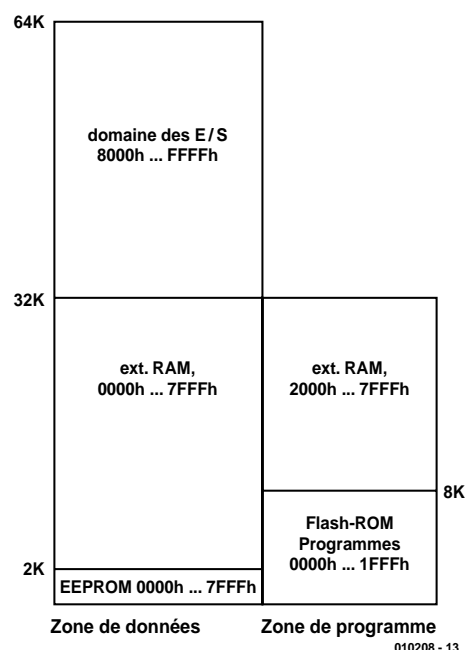 64K
domaine des E/S
8000h ... FFFFh
32K
ext. RAM,
0000h ... 7FFFh
ext. RAM,
2000h ... 7FFFh
8K
Flash-ROM
Programmes
0000h ... 1FFFh
2K
EEPROM 0000h ... 7FFFh
Zone de données
Zone de programme
010208 - 13